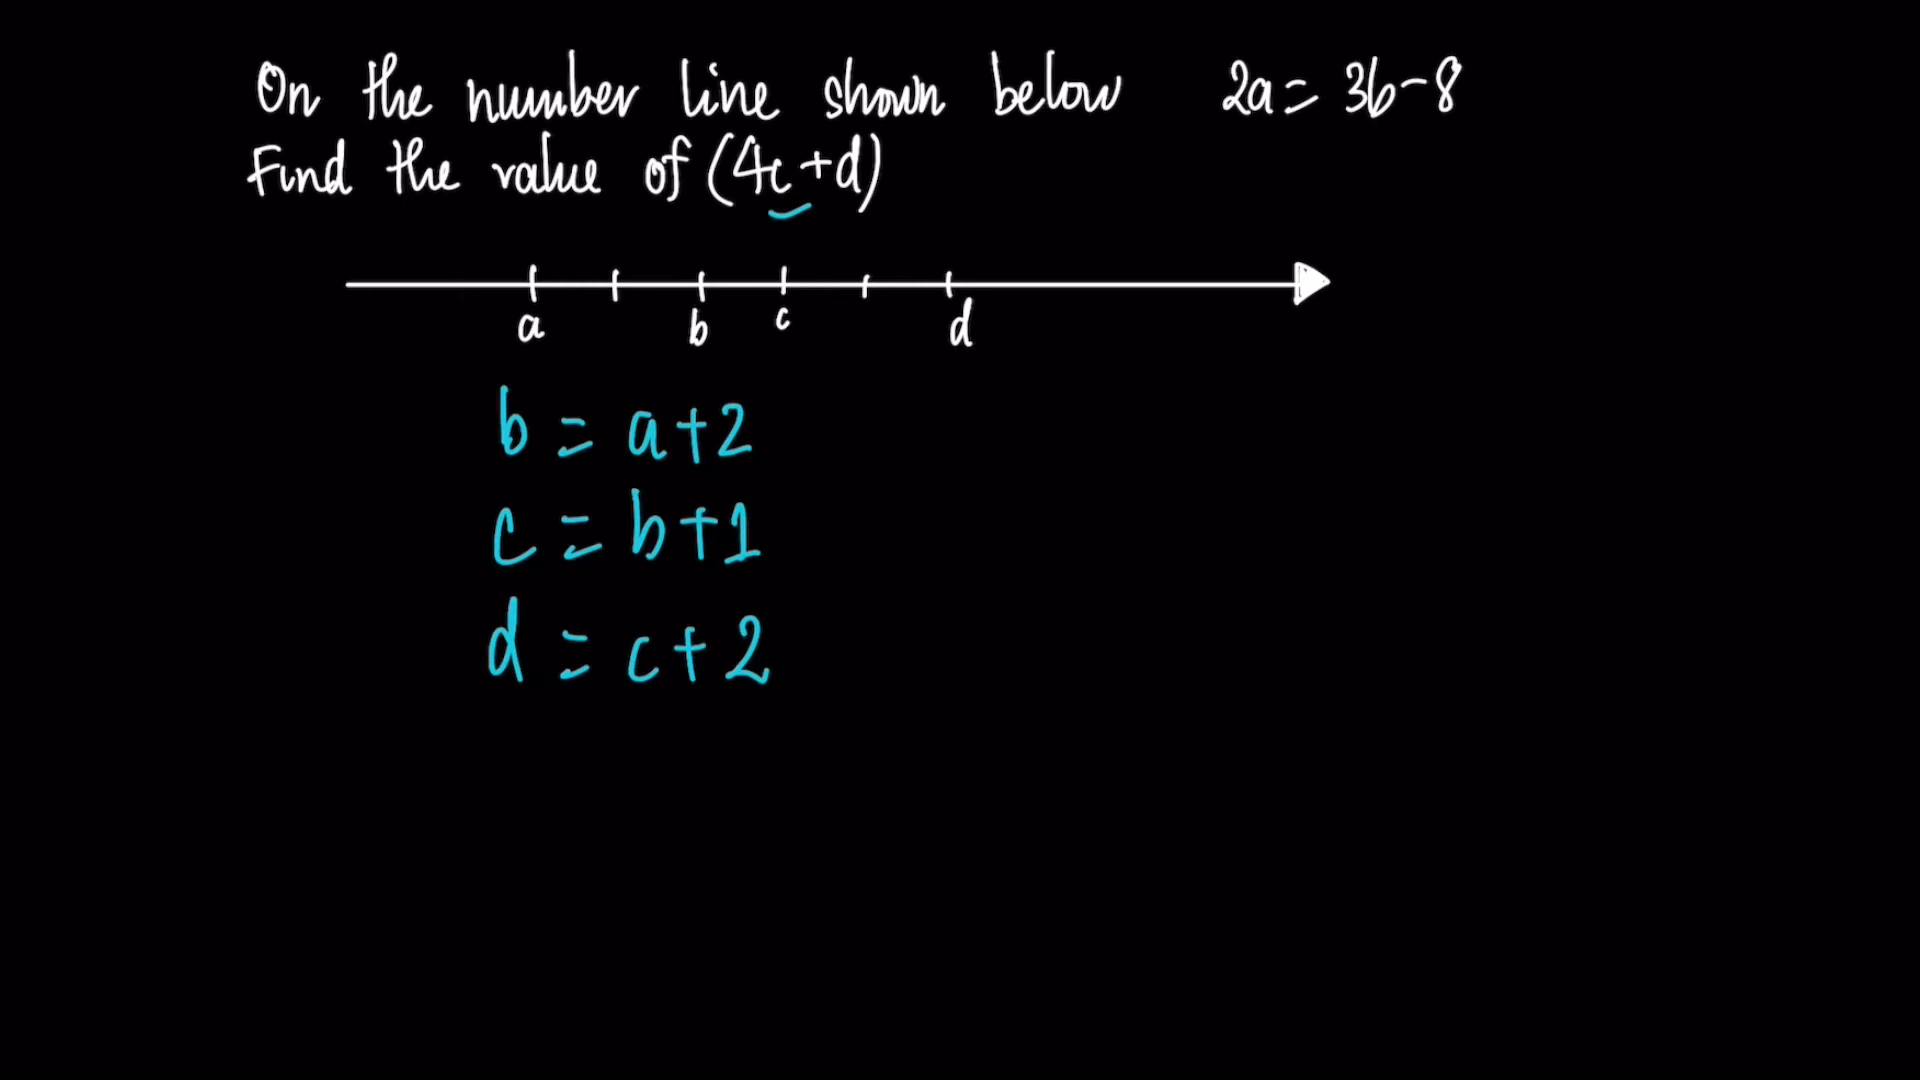 On the number line shown below 2a = 3b-8
Find the value of (4c+d)
a b c d
b = a+2
c = b+1
d = c+2